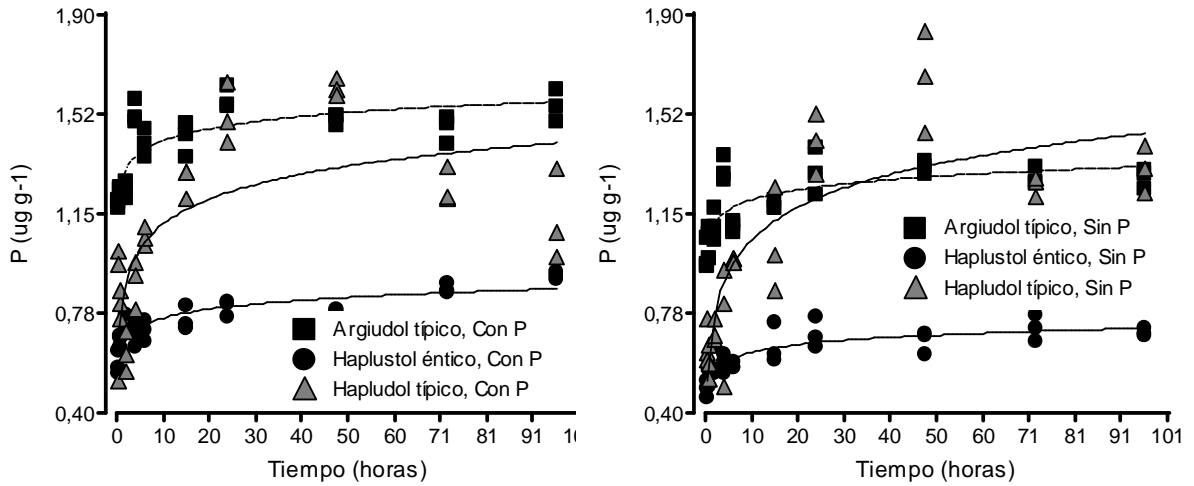 1,90
1,52
1,15
0,78
0,40
P (ug g-1)
0 10 20 30 40 50 61 71 81 91
Tiempo (horas)
Argiudol típico, Con P
Haplustol éntico, Con P
Hapludol típico, Con P
1,90
1,52
1,15
0,78
0,40
P (ug g-1)
0 10 20 30 40 50 61 71 81 91 101
Tiempo (horas)
Argiudol típico, Sin P
Haplustol éntico, Sin P
Hapludol típico, Sin P